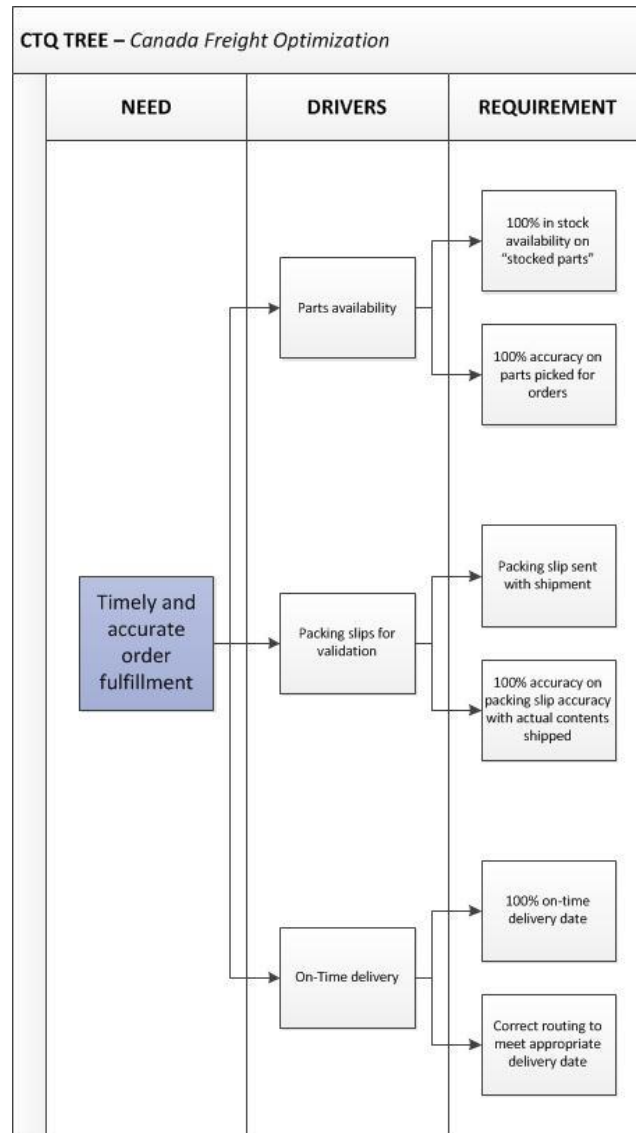 CTQ TREE – Canada Freight Optimization
NEED
DRIVERS
REQUIREMENT
Timely and
accurate
order
fulfillment
Parts availability
100% in stock
availability on
"stocked parts"
100% accuracy on
parts picked for
orders
Packing slips for
validation
Packing slip sent
with shipment
100% accuracy on
packing slip accuracy
with actual contents
shipped
On-Time delivery
100% on-time
delivery date
Correct routing to
meet appropriate
delivery date